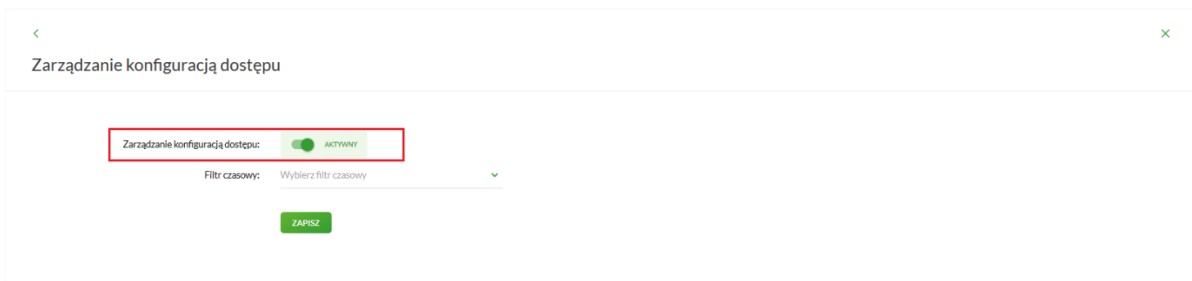 Zarządzanie konfiguracją dostępu
Zarządzanie konfiguracją dostępu: AKTYWNY
Filtr czasowy: Wybierz filtr czasowy
ZAPISZ